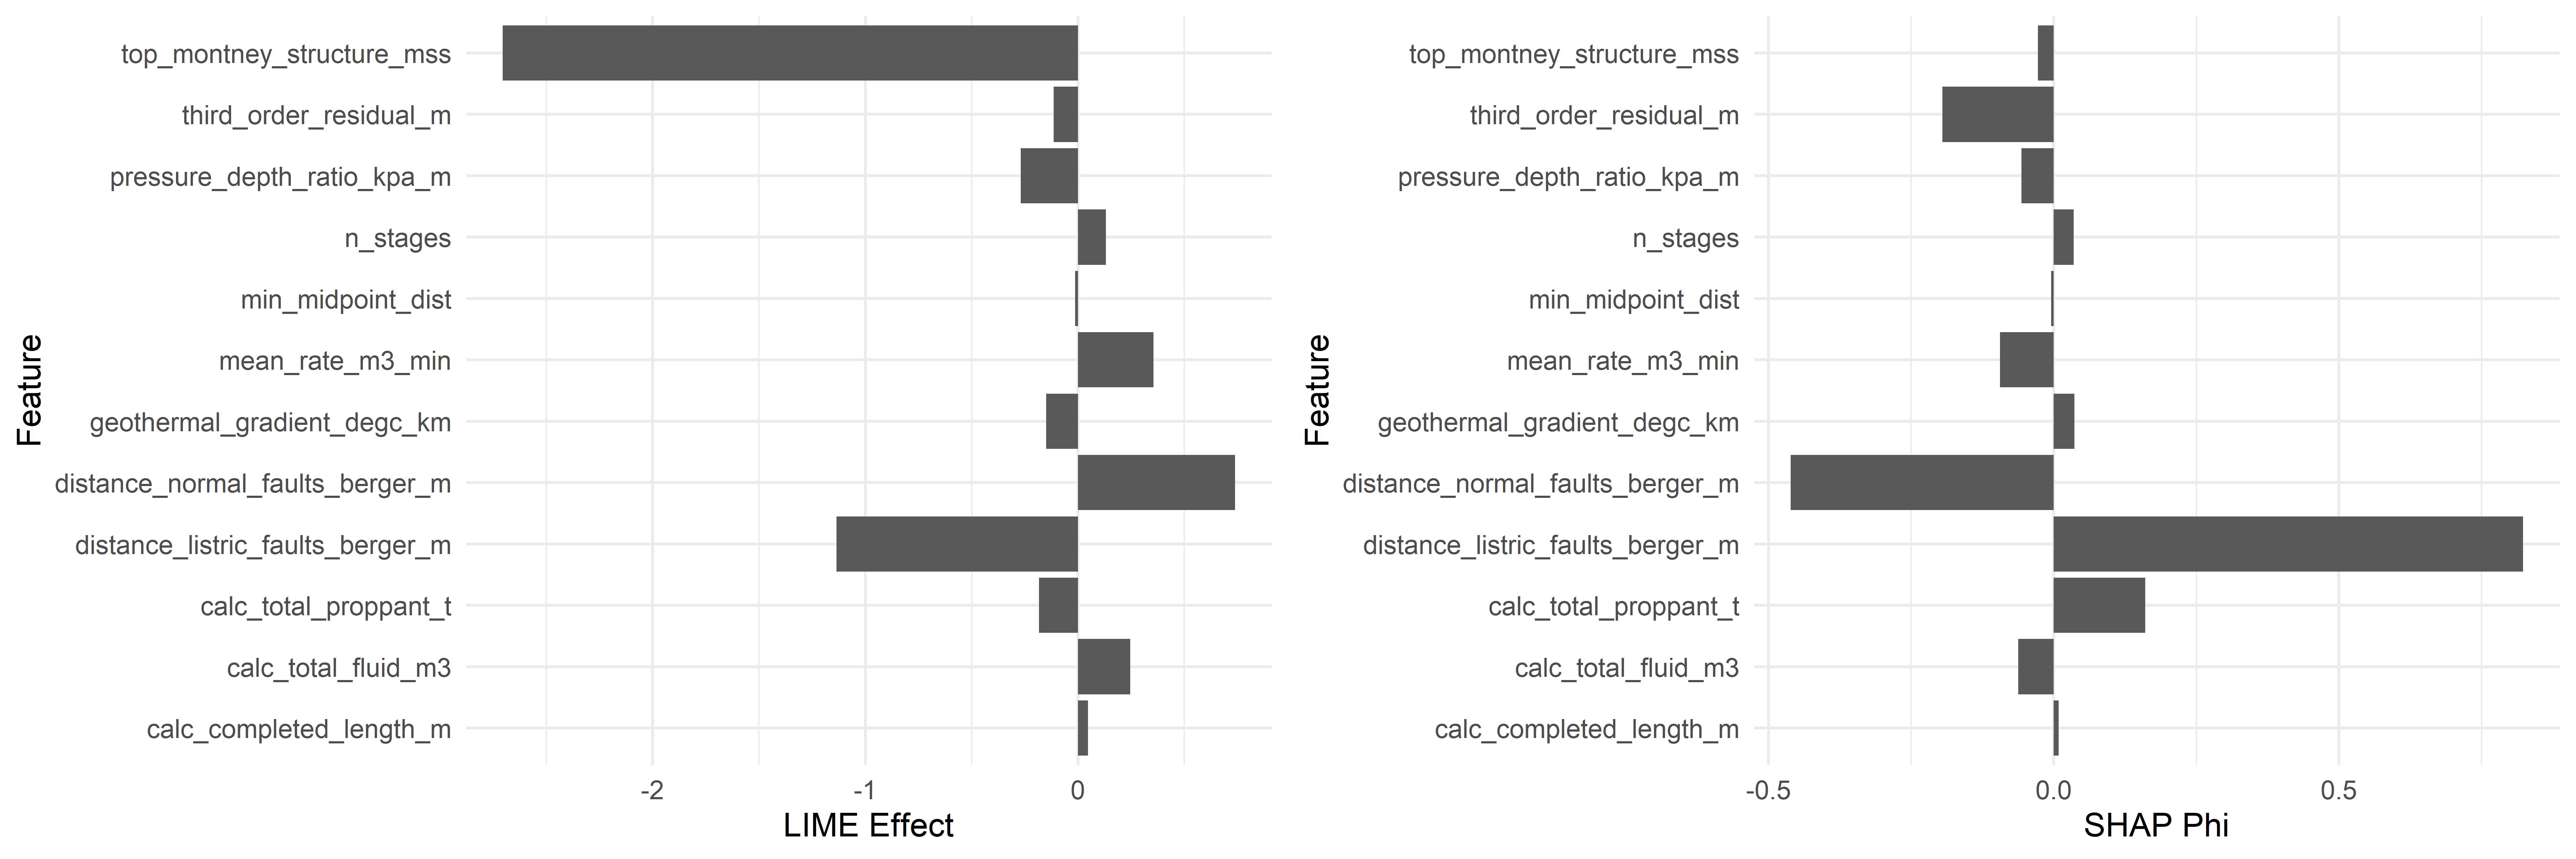 Feature
top_montney_structure_mss
third_order_residual_m
pressure_depth_ratio_kpa_m
n_stages
min_midpoint_dist
mean_rate_m3_min
geothermal_gradient_degc_km
distance_normal_faults_berger_m
distance_listric_faults_berger_m
calc_total_proppant_t
calc_total_fluid_m3
calc_completed_length_m
-2 -1 0
LIME Effect
Feature
top_montney_structure_mss
third_order_residual_m
pressure_depth_ratio_kpa_m
n_stages
min_midpoint_dist
mean_rate_m3_min
geothermal_gradient_degc_km
distance_normal_faults_berger_m
distance_listric_faults_berger_m
calc_total_proppant_t
calc_total_fluid_m3
calc_completed_length_m
-0.5 0.0 0.5
SHAP Phi